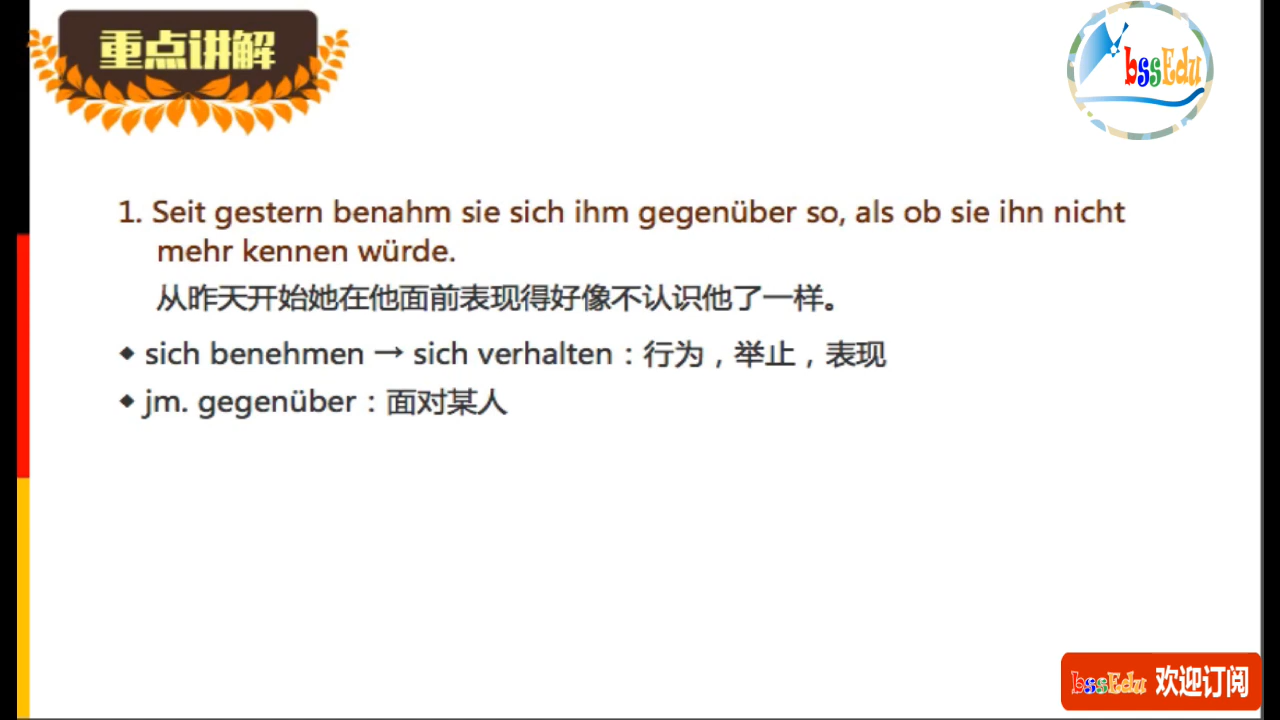 重点讲解
bssEdu
1. Seit gestern benahm sie sich ihm gegenüber so, als ob sie ihn nicht
mehr kennen würde.
从昨天开始她在他面前表现得好像不认识他了一样。
◆ sich benehmen → sich verhalten：行为，举止，表现
◆ jm. gegenüber：面对某人
bssEdu 欢迎订阅